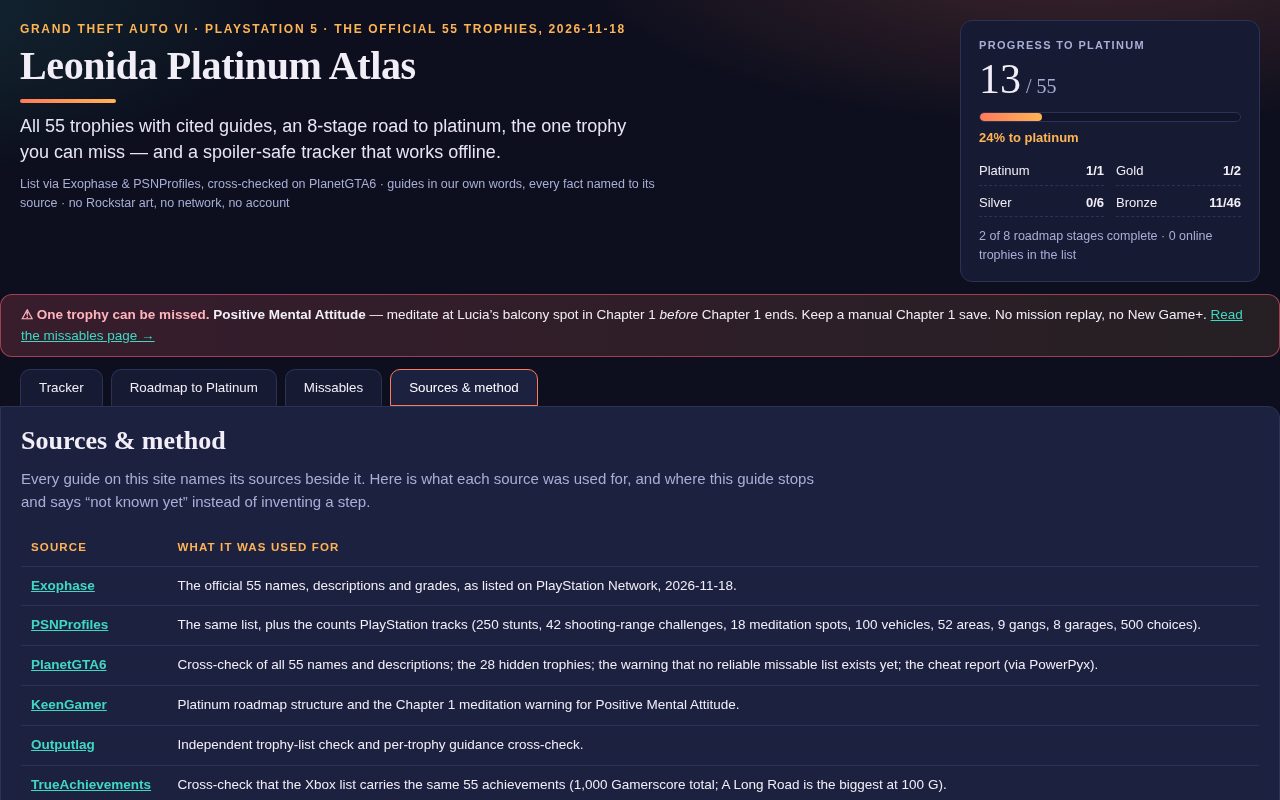 GRAND THEFT AUTO VI · PLAYSTATION 5 · THE OFFICIAL 55 TROPHIES, 2026-11-18
Leonida Platinum Atlas
All 55 trophies with cited guides, an 8-stage road to platinum, the one trophy
you can miss — and a spoiler-safe tracker that works offline.
List via Exophase & PSNProfiles, cross-checked on PlanetGTA6 · guides in our own words, every fact named to its
source · no Rockstar art, no network, no account
PROGRESS TO PLATINUM
13 / 55
24% to platinum
Platinum 1/1 Gold 1/2
Silver 0/6 Bronze 11/46
2 of 8 roadmap stages complete · 0 online
trophies in the list
⚠ One trophy can be missed. Positive Mental Attitude — meditate at Lucia’s balcony spot in Chapter 1 before Chapter 1 ends. Keep a manual Chapter 1 save. No mission replay, no New Game+. Read
the missables page →
Tracker Roadmap to Platinum Missables Sources & method
Sources & method
Every guide on this site names its sources beside it. Here is what each source was used for, and where this guide stops
and says “not known yet” instead of inventing a step.
SOURCE WHAT IT WAS USED FOR
Exophase The official 55 names, descriptions and grades, as listed on PlayStation Network, 2026-11-18.
PSNProfiles The same list, plus the counts PlayStation tracks (250 stunts, 42 shooting-range challenges, 18 meditation spots, 100 vehicles, 52 areas, 9 gangs, 8 garages, 500 choices).
PlanetGTA6 Cross-check of all 55 names and descriptions; the 28 hidden trophies; the warning that no reliable missable list exists yet; the cheat report (via PowerPyx).
KeenGamer Platinum roadmap structure and the Chapter 1 meditation warning for Positive Mental Attitude.
Outputlag Independent trophy-list check and per-trophy guidance cross-check.
TrueAchievements Cross-check that the Xbox list carries the same 55 achievements (1,000 Gamerscore total; A Long Road is the biggest at 100 G).